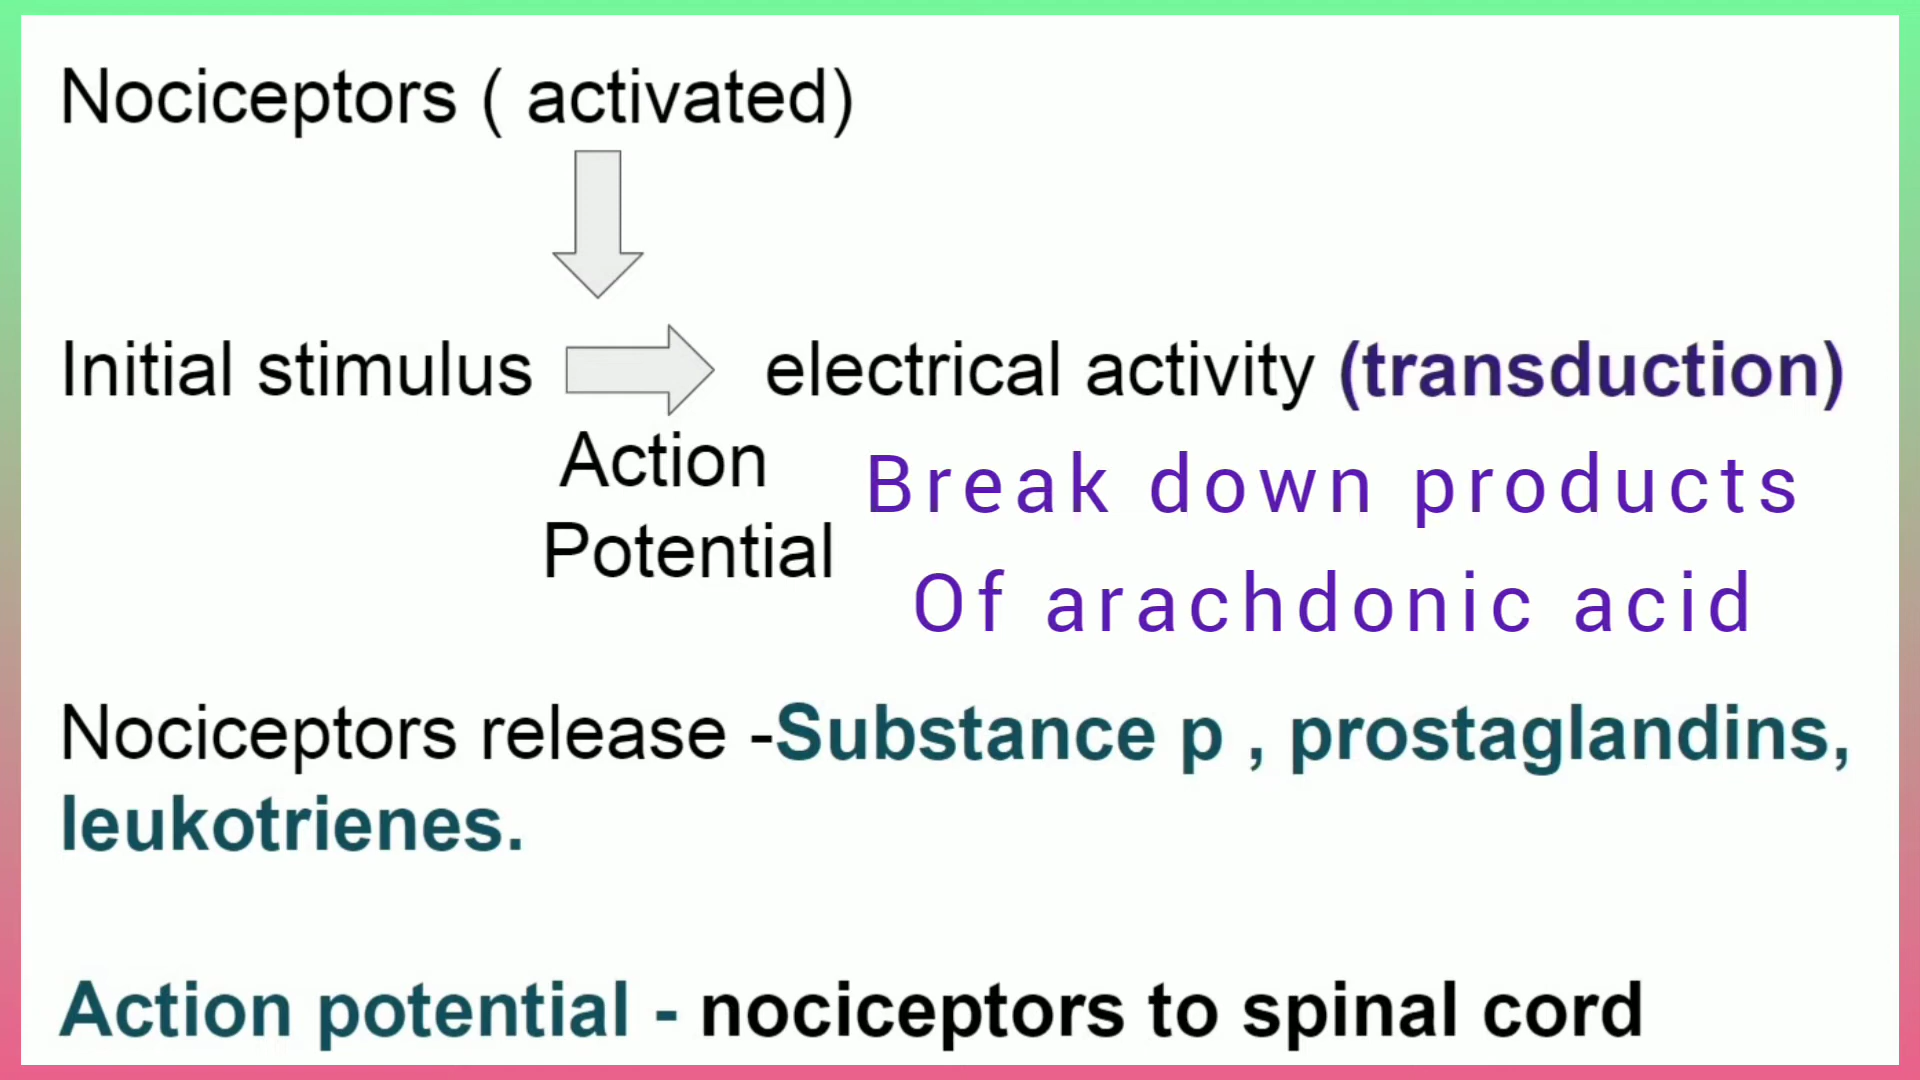 Nociceptors ( activated)
Initial stimulus electrical activity (transduction)
Action
Potential
Break down products
Of arachdonic acid
Nociceptors release -Substance p , prostaglandins,
leukotrienes.
Action potential - nociceptors to spinal cord